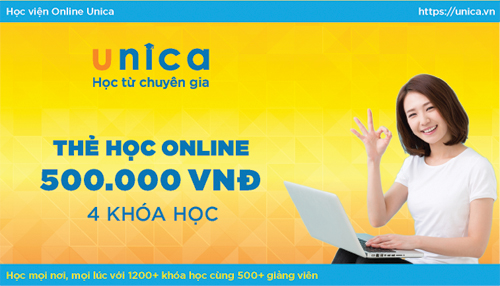 Học viện Online Unica
https://unica.vn
unica
Học từ chuyên gia
THẺ HỌC ONLINE
500.000 VNĐ
4 KHÓA HỌC
Học mọi nơi, mọi lúc với 1200+ khóa học cùng 500+ giảng viên